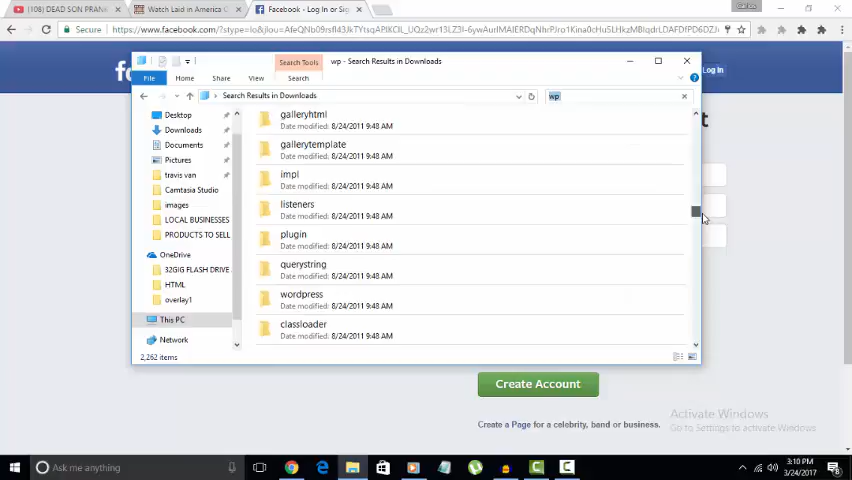 (108) DEAD SON PRAN
Watch Laid in America O
Facebook - Log In or Sig
Carlos
Secure
https://www.facebook.com/
Log In
Search Tools
wp - Search Results in Downloads
File
Home
Share
View
Search
Search Results in Downloads
wp
Desktop
Downloads
Documents
Pictures
travis van
Camtasia Studio
images
LOCAL BUSINESSES
PRODUCTS TO SELL
OneDrive
32GIG FLASH DRIVE
HTML
overlay1
This PC
Network
galleryhtml
Date modified: 8/24/2011 9:48 AM
gallerytemplate
Date modified: 8/24/2011 9:48 AM
impl
Date modified: 8/24/2011 9:48 AM
listeners
Date modified: 8/24/2011 9:48 AM
plugin
Date modified: 8/24/2011 9:48 AM
querystring
Date modified: 8/24/2011 9:48 AM
wordpress
Date modified: 8/24/2011 9:48 AM
classloader
Date modified: 8/24/2011 9:48 AM
2,262 items
Create Account
Create a Page for a celebrity, band or business.
Activate Windows
Go to Settings to activate Windows.
Ask me anything
3:10 PM
3/24/2017